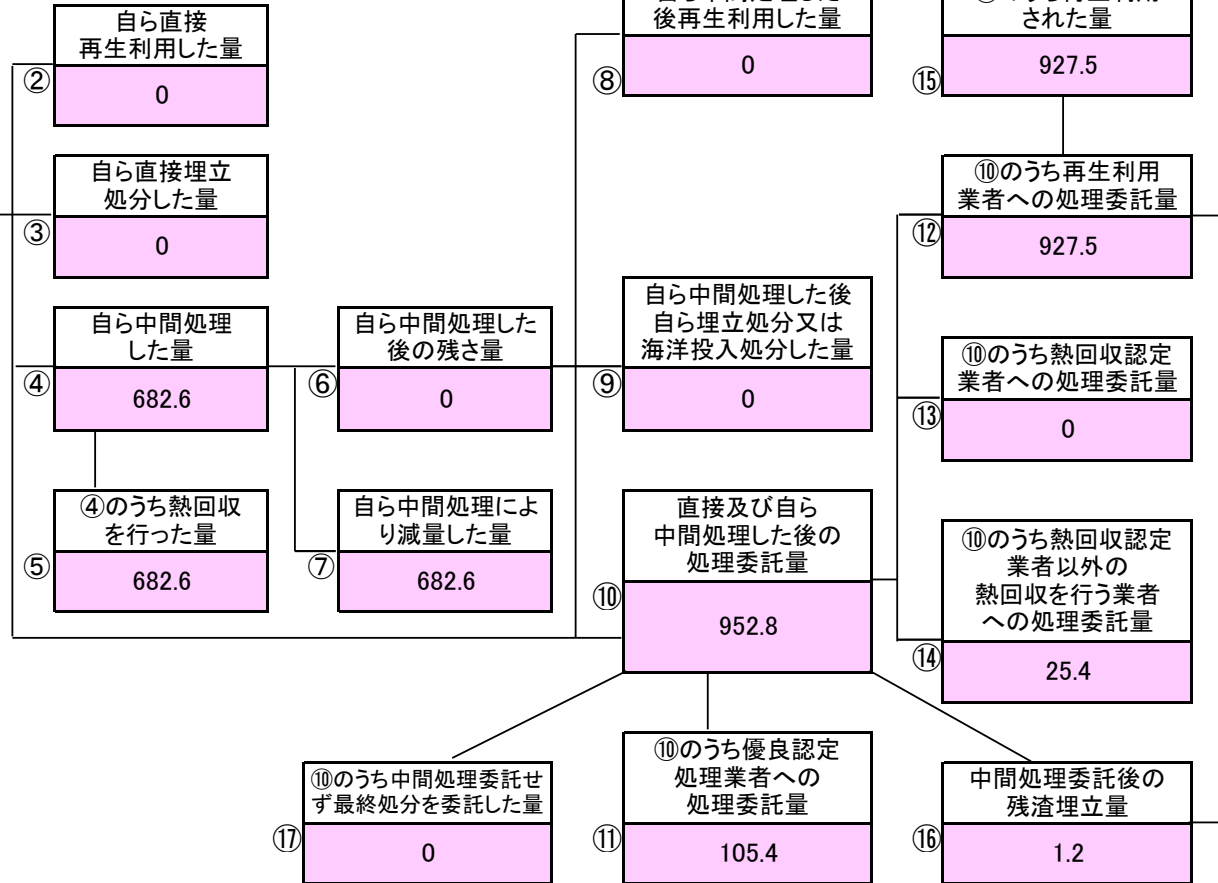 自ら直接
再生利用した量
②
0
自ら直接埋立
処分した量
③
0
自ら中間処理
した量
④
682.6
④のうち熱回収
を行った量
⑤
682.6
自ら中間処理した
後の残さ量
⑥
0
自ら中間処理によ
り減量した量
⑦
682.6
後再生利用した量
⑧
0
自ら中間処理した後
自ら埋立処分又は
海洋投入処分した量
⑨
0
直接及び自ら
中間処理した後の
処理委託量
⑩
952.8
された量
⑮
927.5
⑩のうち再生利用
業者への処理委託量
⑫
927.5
⑩のうち熱回収認定
業者への処理委託量
⑬
0
⑩のうち熱回収認定
業者以外の
熱回収を行う業者
への処理委託量
⑭
25.4
⑩のうち中間処理委託せ
ず最終処分を委託した量
⑰
0
⑩のうち優良認定
処理業者への
処理委託量
⑪
105.4
中間処理委託後の
残渣埋立量
⑯
1.2